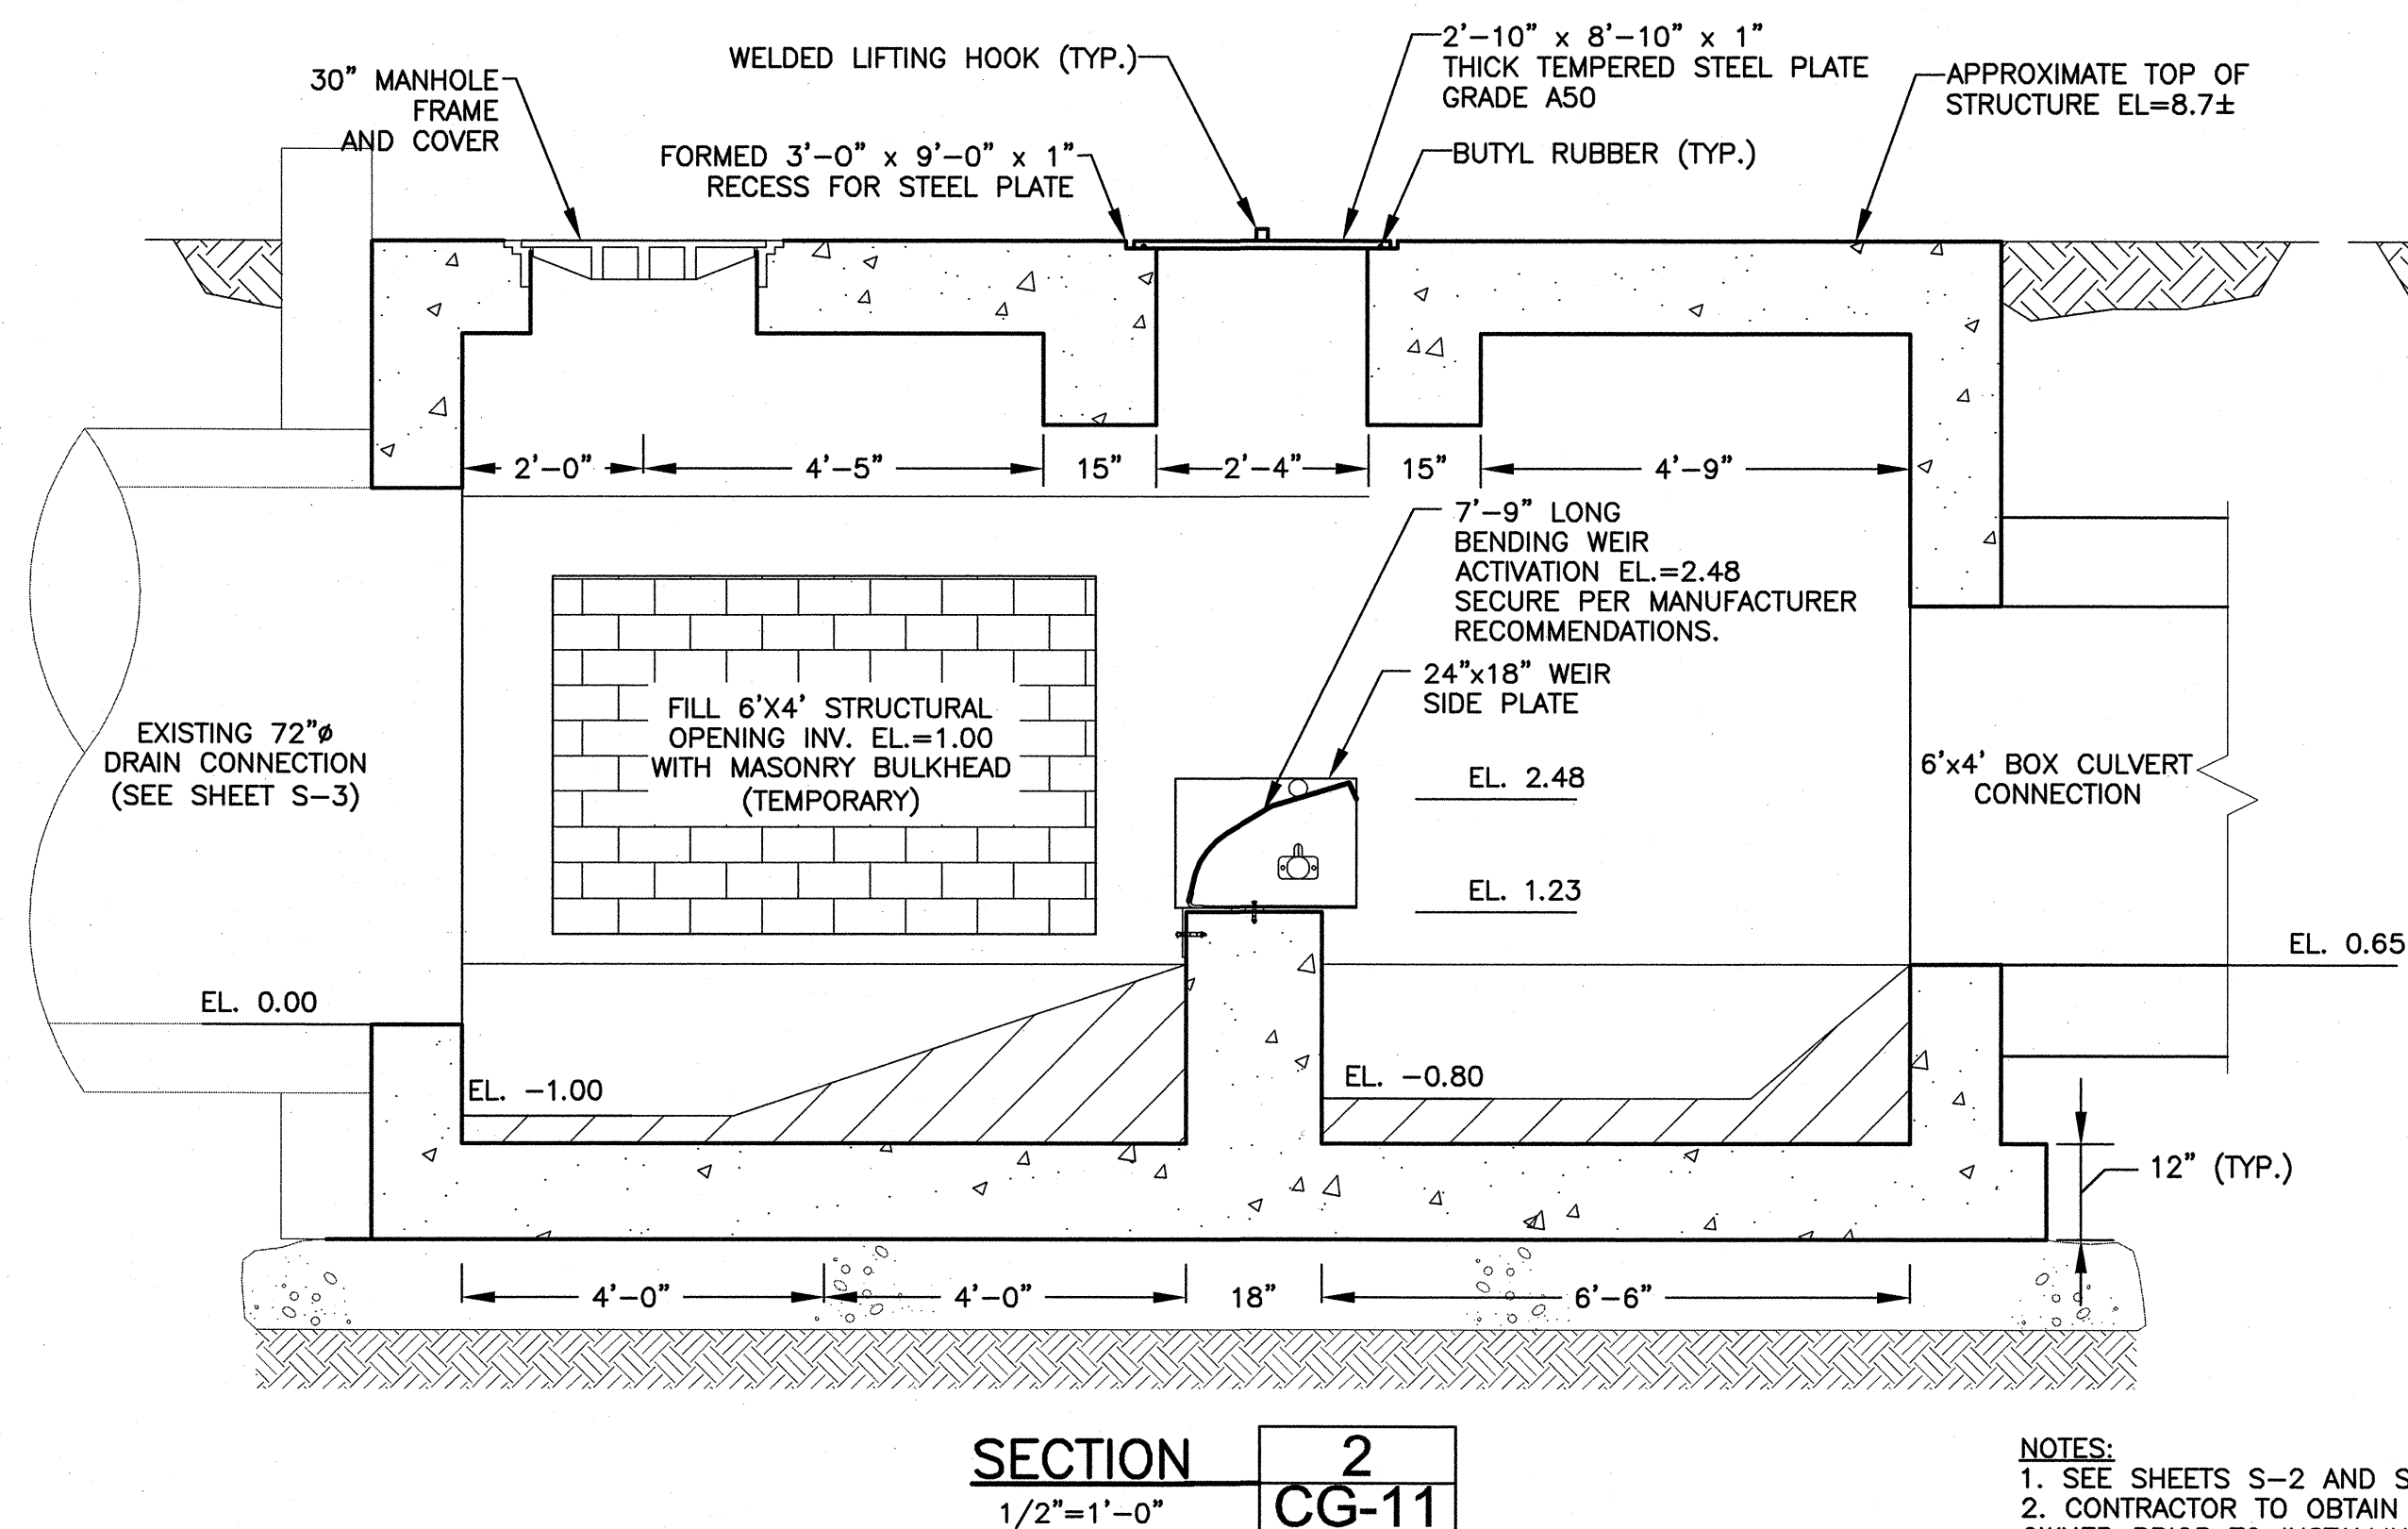 30" MANHOLE
FRAME
AND COVER
WELDED LIFTING HOOK (TYP.)
2'-10" x 8'-10" x 1"
THICK TEMPERED STEEL PLATE
GRADE A50
APPROXIMATE TOP OF
STRUCTURE EL=8.7±
FORMED 3'-0" x 9'-0" x 1"
RECESS FOR STEEL PLATE
BUTYL RUBBER (TYP.)
2'-0" 4'-5" 15" 2'-4" 15" 4'-9"
7'-9" LONG
BENDING WEIR
ACTIVATION EL.=2.48
SECURE PER MANUFACTURER
RECOMMENDATIONS.
24"x18" WEIR
SIDE PLATE
EXISTING 72"ø
DRAIN CONNECTION
(SEE SHEET S-3)
FILL 6'X4' STRUCTURAL
OPENING INV. EL.=1.00
WITH MASONRY BULKHEAD
(TEMPORARY)
EL. 2.48
6'x4' BOX CULVERT
CONNECTION
EL. 1.23
EL. 0.65
EL. 0.00
EL. -1.00
EL. -0.80
12" (TYP.)
4'-0" 4'-0" 18" 6'-6"
SECTION
1/2"=1'-0"
2
CG-11
NOTES:
1. SEE SHEETS S-2 AND
2. CONTRACTOR TO OBTAIN